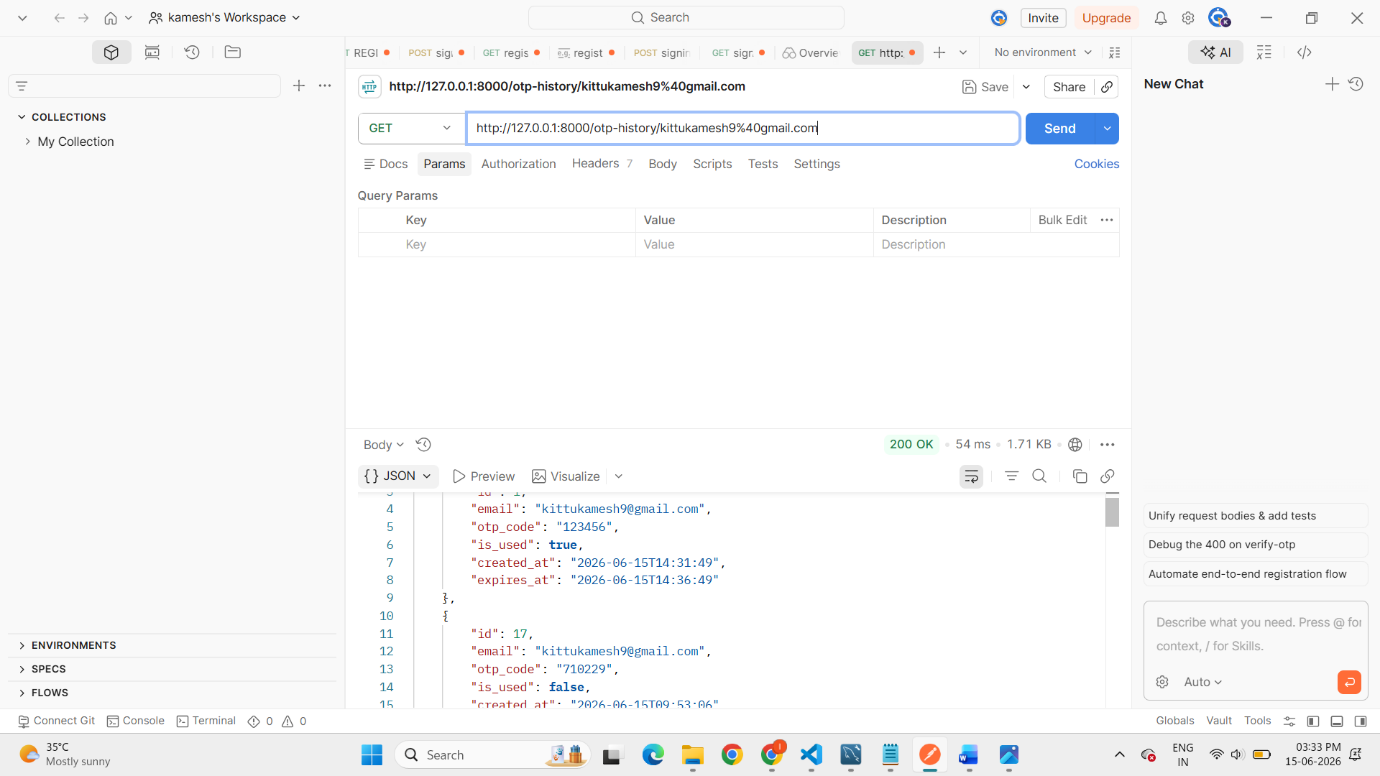 kamesh's Workspace
Search
Invite
Upgrade
REGI
POST
GET regis
e.g. regist
POST signin
GET
Overvie
GET http:
No environment
AI
COLLECTIONS
My Collection
HTTP
http://127.0.0.1:8000/otp-history/kittukamesh9%40gmail.com
Save
Share
GET
http://127.0.0.1:8000/otp-history/kittukamesh9%40gmail.com
Send
Docs
Params
Authorization
Headers 7
Body
Scripts
Tests
Settings
Cookies
Query Params
Key
Value
Description
Bulk Edit
Key
Value
Description
Body
200 OK
54 ms
1.71 KB
{} JSON
Preview
Visualize
4 "email": "kittukamesh9@gmail.com",
5 "otp_code": "123456",
6 "is_used": true,
7 "created_at": "2026-06-15T14:31:49",
8 "expires_at": "2026-06-15T14:36:49"
9 },
10 {
11 "id": 17,
12 "email": "kittukamesh9@gmail.com",
13 "otp_code": "710229",
14 "is_used": false,
15 "created_at": "2026-06-15T09:53:06"
New Chat
Unify request bodies & add tests
Debug the 400 on verify-otp
Automate end-to-end registration flow
Describe what you need. Press @ for
context, / for Skills.
Auto
ENVIRONMENTS
SPECS
FLOWS
Connect Git
Console
Terminal
0
0
Globals
Vault
Tools
35°C
Mostly sunny
Search
ENG
IN
03:33 PM
15-06-2026